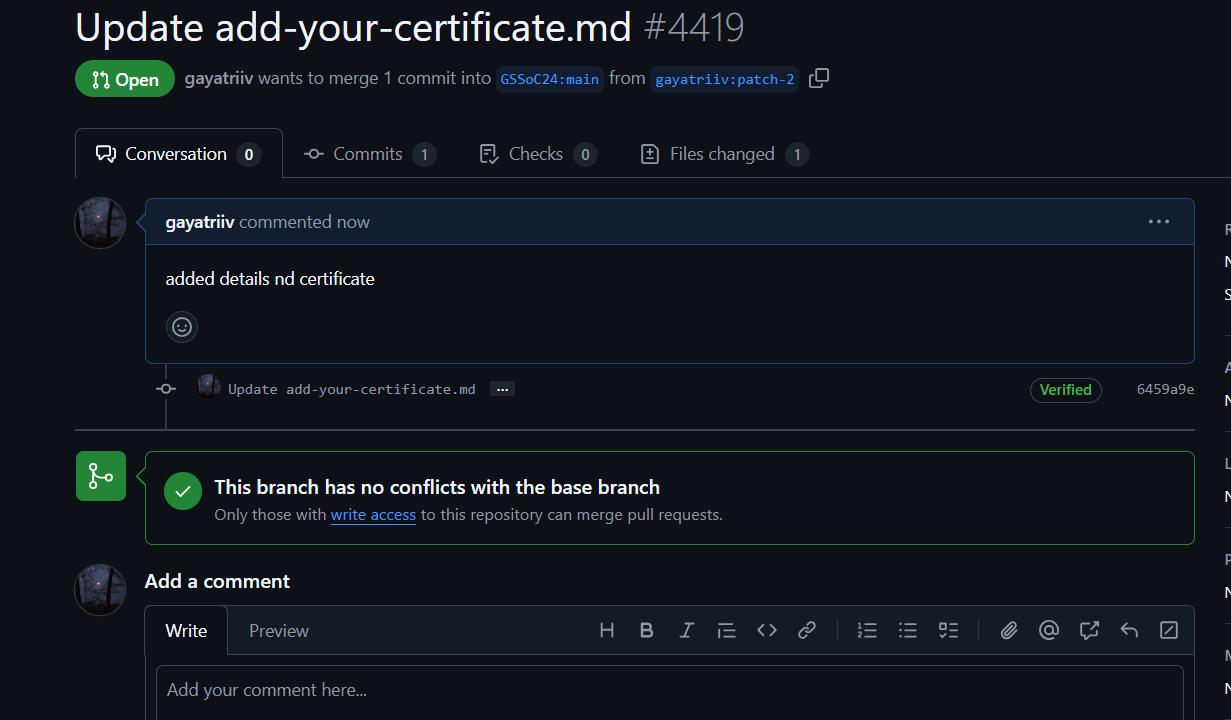 Update add-your-certificate.md #4419
Open gayatriiv wants to merge 1 commit into GSSoC24:main from gayatriiv:patch-2
Conversation 0 Commits 1 Checks 0 Files changed 1
gayatriiv commented now
added details nd certificate
Update add-your-certificate.md ... Verified 6459a9e
This branch has no conflicts with the base branch
Only those with write access to this repository can merge pull requests.
Add a comment
Write Preview
Add your comment here...